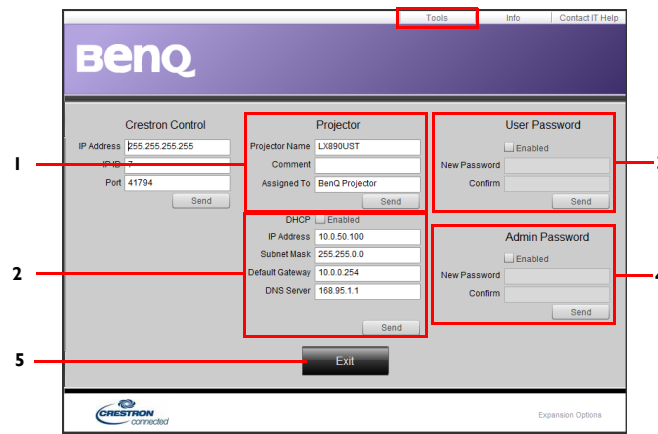 Tools Info Contact IT Help
BenQ
Crestron Control
IP Address 255.255.255.255
IP ID 7
Port 41794
Send
1
Projector
Projector Name LX890UST
Comment
Assigned To BenQ Projector
Send
2
DHCP Enabled
IP Address 10.0.50.100
Subnet Mask 255.255.0.0
Default Gateway 10.0.0.254
DNS Server 168.95.1.1
Send
User Password
Enabled
New Password
Confirm
Send
Admin Password
Enabled
New Password
Confirm
Send
4
5
Exit
CRESTRON
connected
Expansion Options